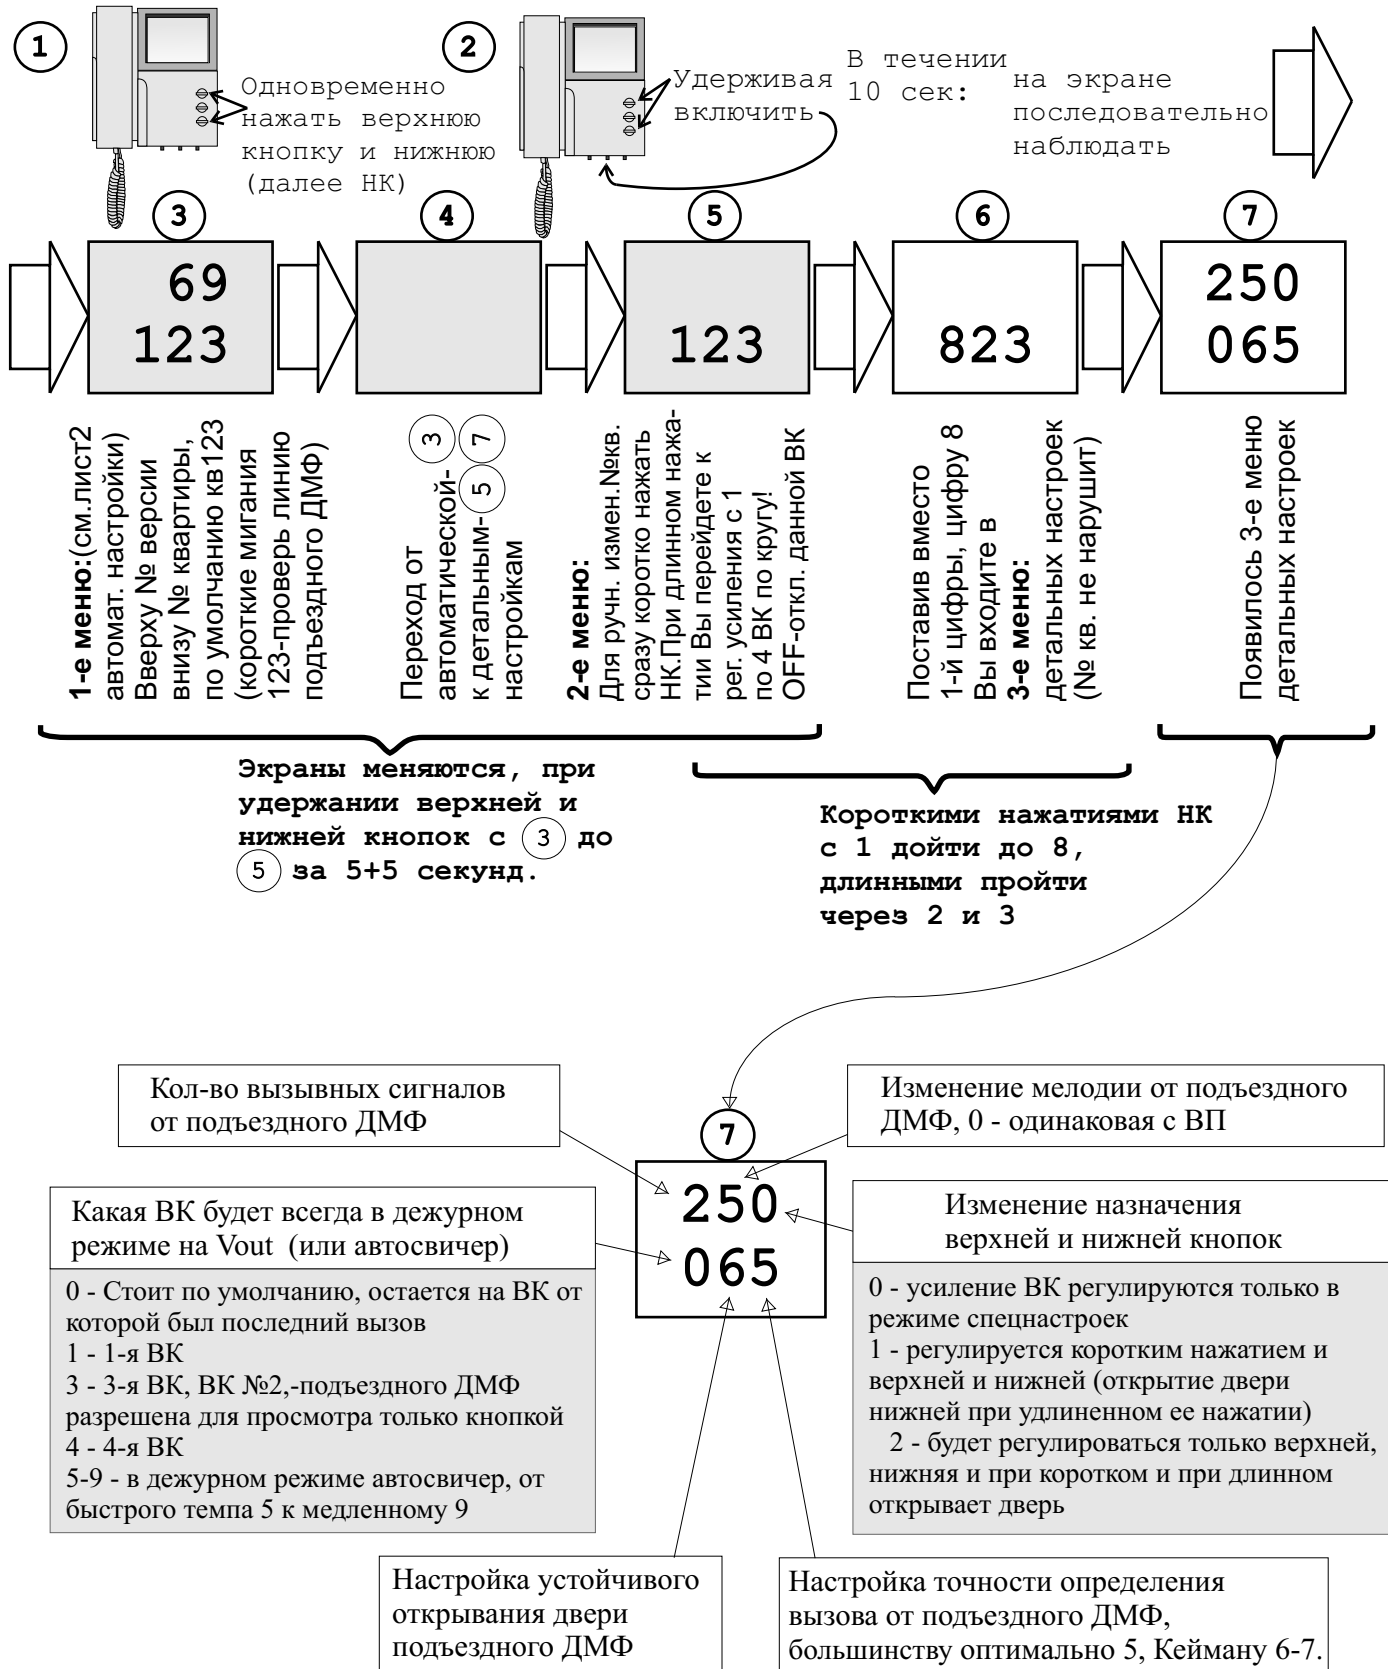 1
Одновременно
нажать верхнюю
кнопку и нижнюю
(далее НК)
2
Удерживая
включить
В течении
10 сек:
на экране
последовательно
наблюдать
3
69
123
4
5
123
6
823
7
250
065
1-е меню:(см.лист2
автомат. настройки)
Вверху № версии
внизу № квартиры,
по умолчанию кв123
(короткие мигания
123-проверь линию
подъездного ДМФ)
Переход от 3 7
автоматической- 5
к детальным-
настройкам
2-е меню:
Для ручн. измен.№кв.
сразу коротко нажать
НК.При длинном нажа-
тии Вы перейдете к
рег. усиления с 1
по 4 ВК по кругу!
OFF-откл. данной ВК
Поставив вместо
1-й цифры, цифру 8
Вы входите в
3-е меню:
детальных настроек
(№ кв. не нарушит)
Появилось 3-е меню
детальных настроек
Экраны меняются, при
удержании верхней и
нижней кнопок с 3 до
5 за 5+5 секунд.
Короткими нажатиями НК
с 1 дойти до 8,
длинными пройти
через 2 и 3
Кол-во вызывных сигналов
от подъездного ДМФ
Изменение мелодии от подъездного
ДМФ, 0 - одинаковая с ВП
7
250
065
Какая ВК будет всегда в дежурном
режиме на Vout (или автосвичер)
0 - Стоит по умолчанию, остается на ВК от
которой был последний вызов
1 - 1-я ВК
3 - 3-я ВК, ВК №2,-подъездного ДМФ
разрешена для просмотра только кнопкой
4 - 4-я ВК
5-9 - в дежурном режиме автосвичер, от
быстрого темпа 5 к медленному 9
Изменение назначения
верхней и нижней кнопок
0 - усиление ВК регулируются только в
режиме спецнастроек
1 - регулируется коротким нажатием и
верхней и нижней (открытие двери
нижней при удлиненном ее нажатии)
2 - будет регулироваться только верхней,
нижняя и при коротком и при длинном
открывает дверь
Настройка устойчивого
открывания двери
подъездного ДМФ
Настройка точности определения
вызова от подъездного ДМФ,
большинству оптимально 5, Кейману 6-7.